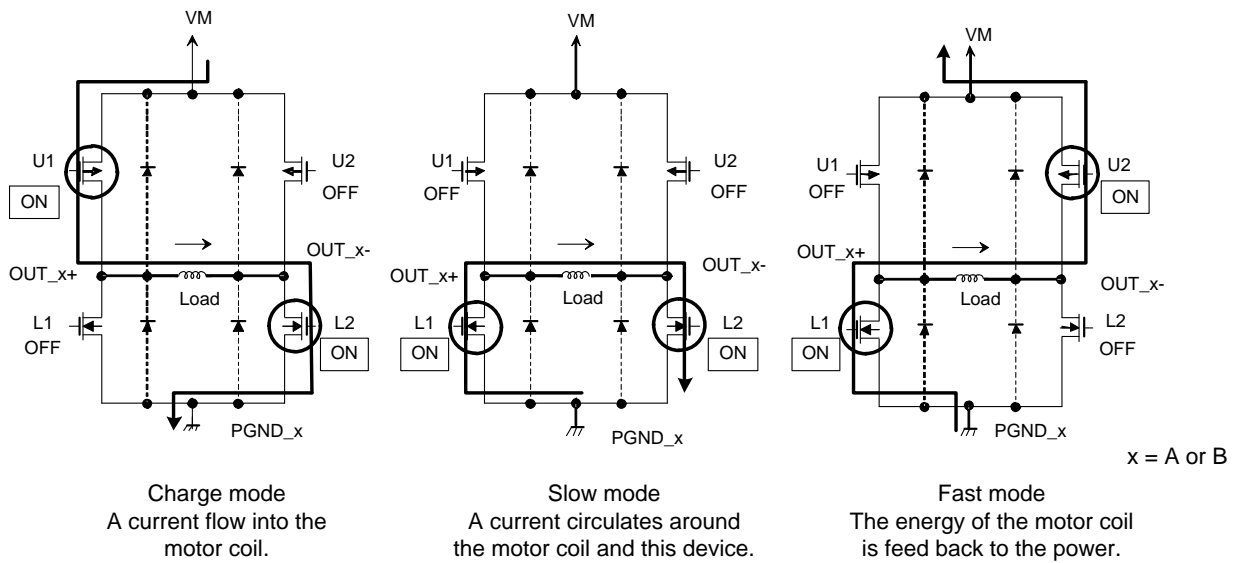 VM
U1
ON
U2
OFF
OUT_x+
OUT_x-
Load
L1
OFF
L2
ON
PGND_x
Charge mode
A current flow into the
motor coil.
VM
U1
OFF
U2
OFF
OUT_x+
OUT_x-
Load
L1
ON
L2
ON
PGND_x
Slow mode
A current circulates around
the motor coil and this device.
VM
U1
OFF
U2
ON
OUT_x+
OUT_x-
Load
L1
ON
L2
OFF
PGND_x
x = A or B
Fast mode
The energy of the motor coil
is feed back to the power.